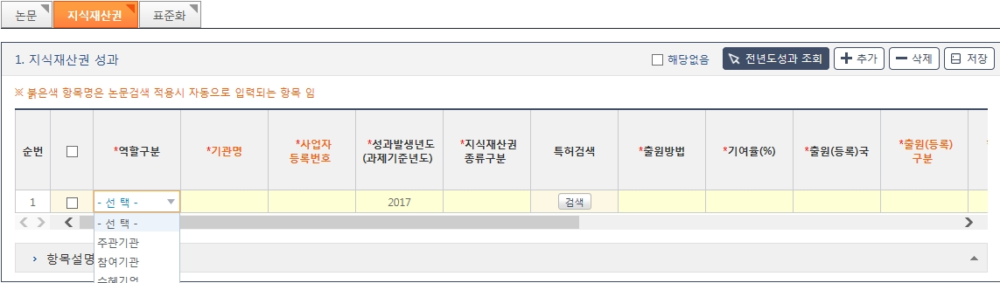 논문 지식재산권 표준화
1. 지식재산권 성과 해당없음 전년도성과 조회 추가 삭제 저장
※ 붉은색 항목명은 논문검색 적용시 자동으로 입력되는 항목 임
순번 *역할구분 *기관명 *사업자 등록번호 *성과발생년도 (과제기준년도) *지식재산권 종류구분 특허검색 *출원방법 *기여율(%) *출원(등록)국 *출원(등록) 구분 *
1 - 선 택 - 2017 검색
- 선 택 -
주관기관
항목설명
참여기관
수혜기업